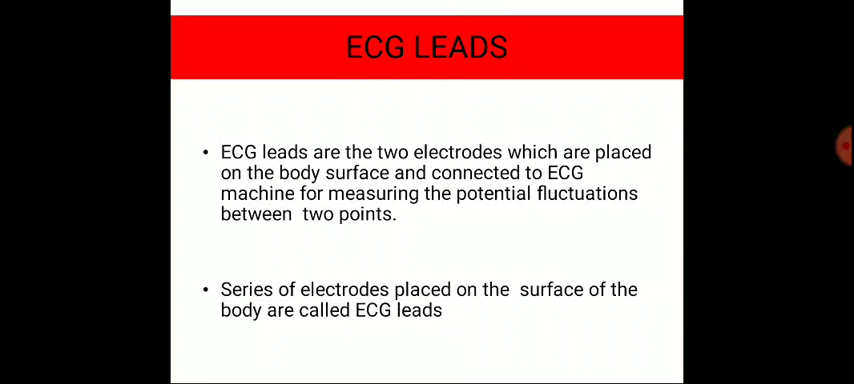 ECG LEADS
• ECG leads are the two electrodes which are placed
on the body surface and connected to ECG
machine for measuring the potential fluctuations
between  two points.
• Series of electrodes placed on the  surface of the
body are called ECG leads